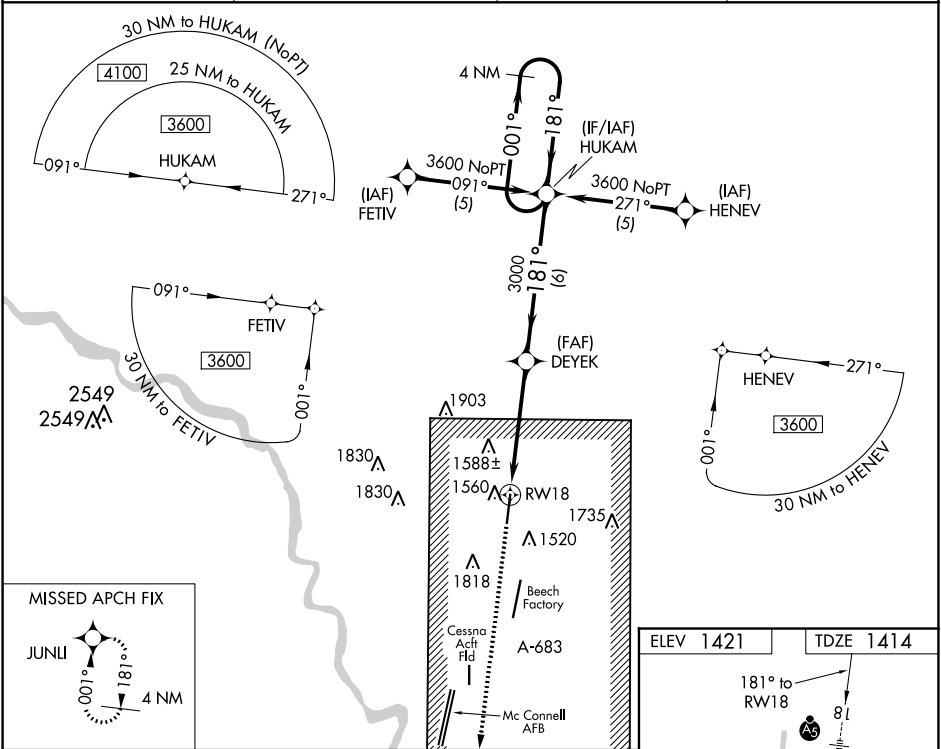 30 NM to HUKAM (NoPT)
4100
25 NM to HUKAM
3600
HUKAM
091°
271°
4 NM
001°
181°
(IF/IAF)
HUKAM
3600 NoPT
091°
(5)
(IAF)
FETIV
3600 NoPT
271°
(5)
(IAF)
HENEV
3000
181°
(6)
(FAF)
DEYEK
091°
FETIV
3600
001°
30 NM to FETIV
271°
HENEV
3600
001°
30 NM to HENEV
2549
2549
1903
1830
1588±
1830
1560
RW18
1735
1520
1818
Beech
Factory
Cessna
Acft
Fld
A-683
Mc Connell
AFB
MISSED APCH FIX
JUNLI
001°
181°
4 NM
ELEV 1421
TDZE 1414
181° to
RW18
18
A5